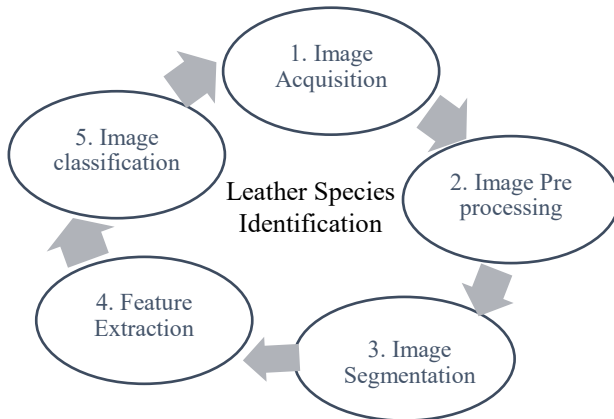 1. Image
Acquisition
2. Image Pre
processing
3. Image
Segmentation
4. Feature
Extraction
5. Image
classification
Leather Species
Identification